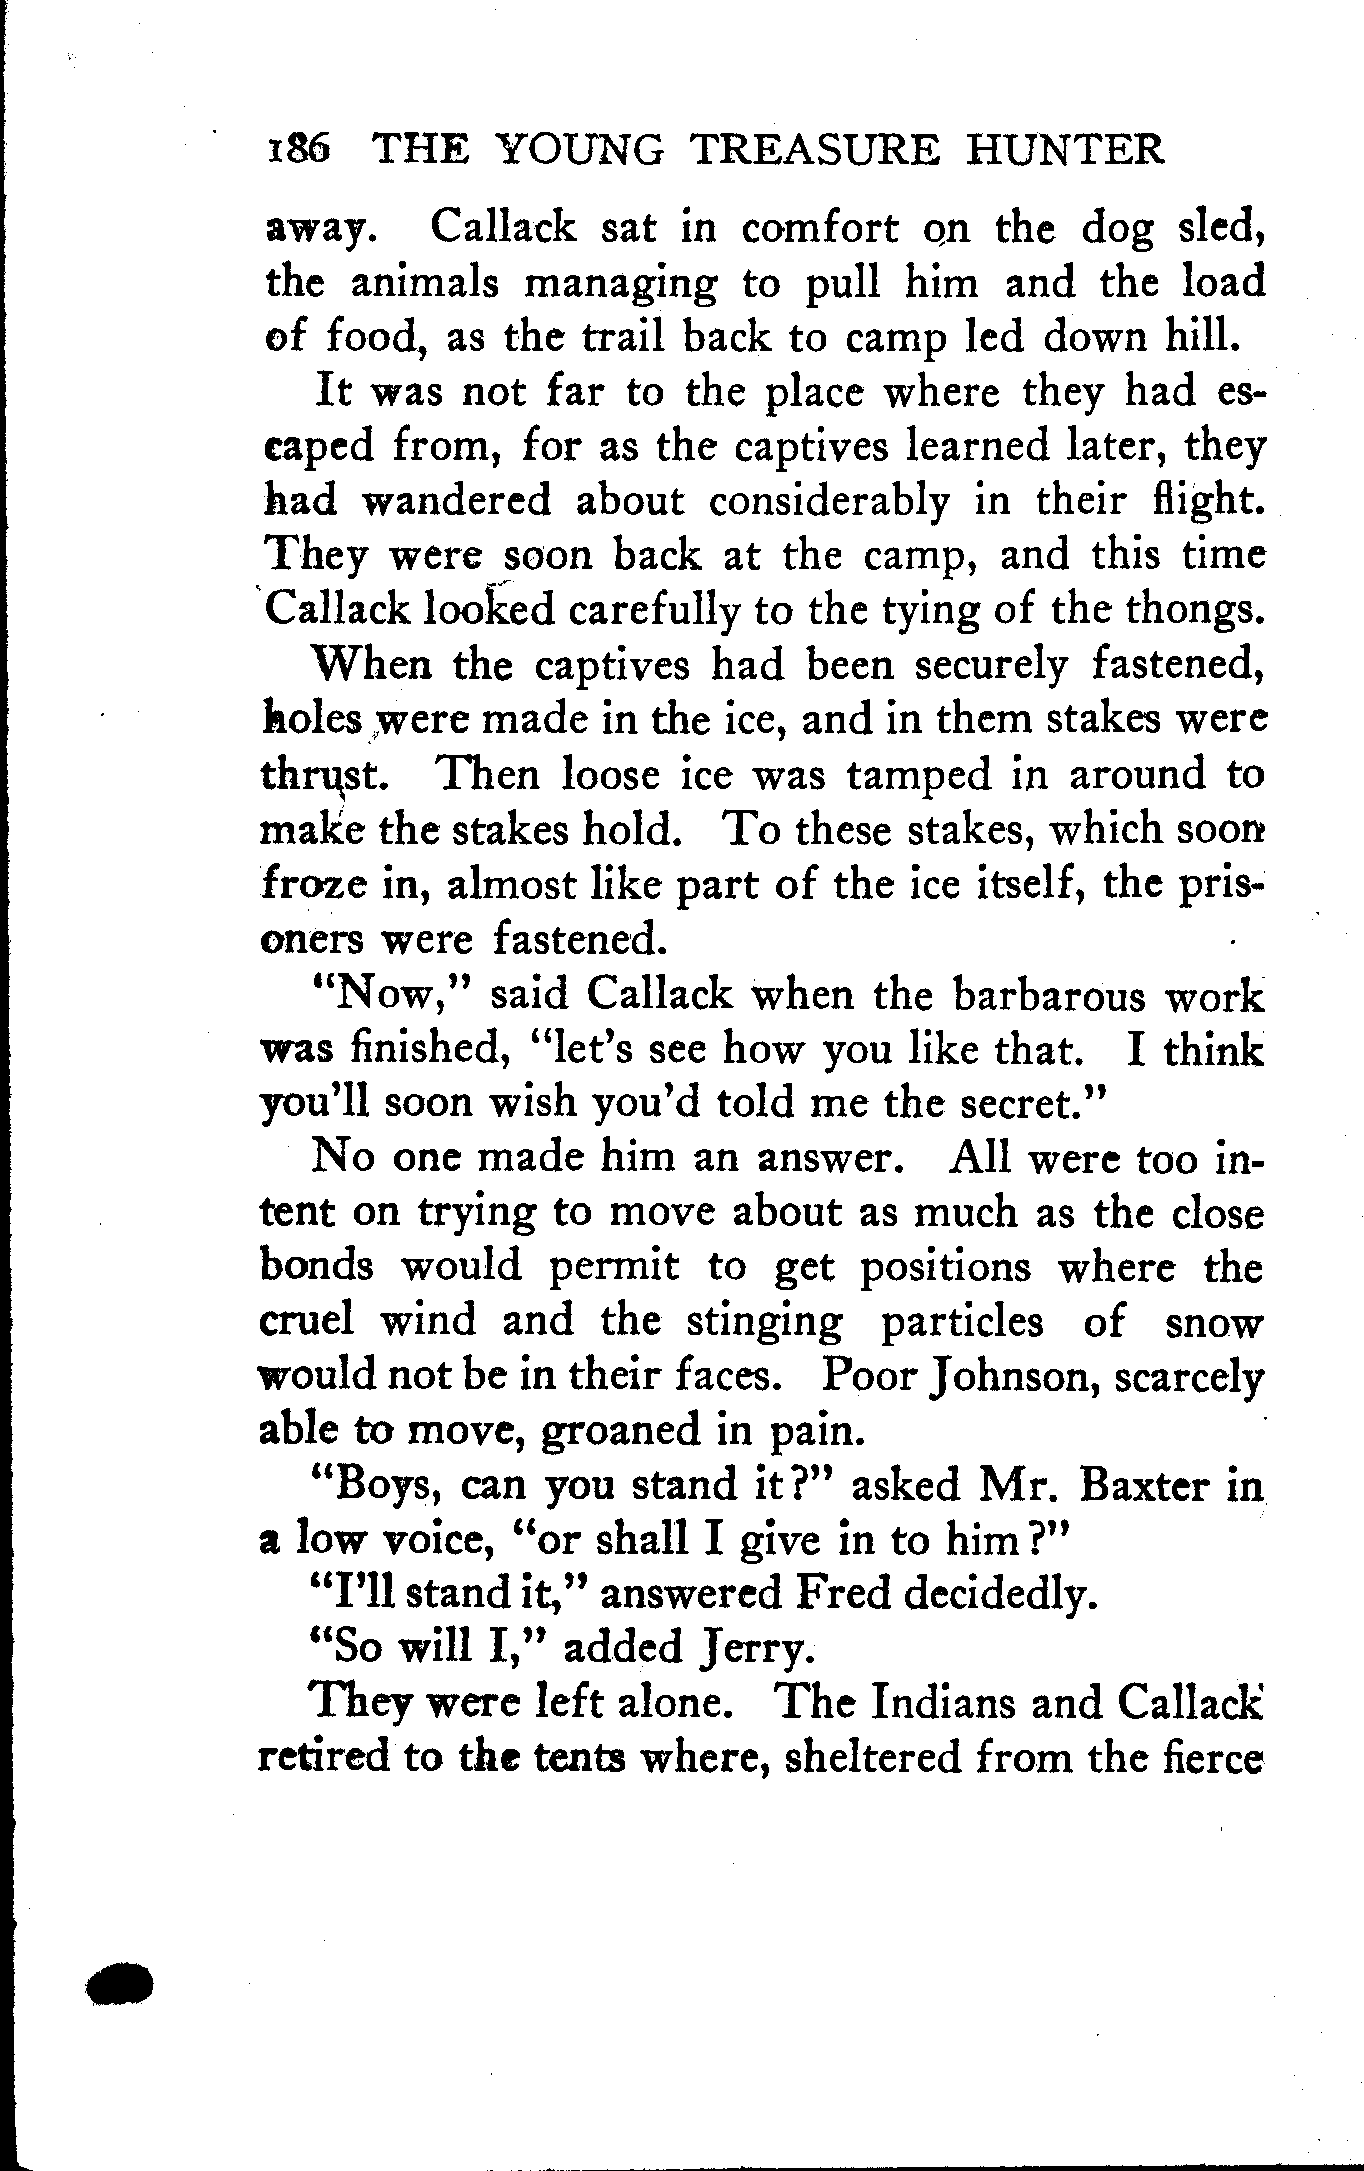 186 THE YOUNG TREASURE HUNTER
away. Callack sat in comfort on the dog sled,
the animals managing to pull him and the load
of food, as the trail back to camp led down hill.
It was not far to the place where they had es-
caped from, for as the captives learned later, they
had wandered about considerably in their flight.
They were soon back at the camp, and this time
Callack looked carefully to the tying of the thongs.
When the captives had been securely fastened,
holes were made in the ice, and in them stakes were
thrust. Then loose ice was tamped in around to
make the stakes hold. To these stakes, which soon
froze in, almost like part of the ice itself, the pris-
oners were fastened.
"Now," said Callack when the barbarous work
was finished, "let's see how you like that. I think
you'll soon wish you'd told me the secret."
No one made him an answer. All were too in-
tent on trying to move about as much as the close
bonds would permit to get positions where the
cruel wind and the stinging particles of snow
would not be in their faces. Poor Johnson, scarcely
able to move, groaned in pain.
"Boys, can you stand it?" asked Mr. Baxter in
a low voice, "or shall I give in to him?"
"I'll stand it," answered Fred decidedly.
"So will I," added Jerry.
They were left alone. The Indians and Callack
retired to the tents where, sheltered from the fierce